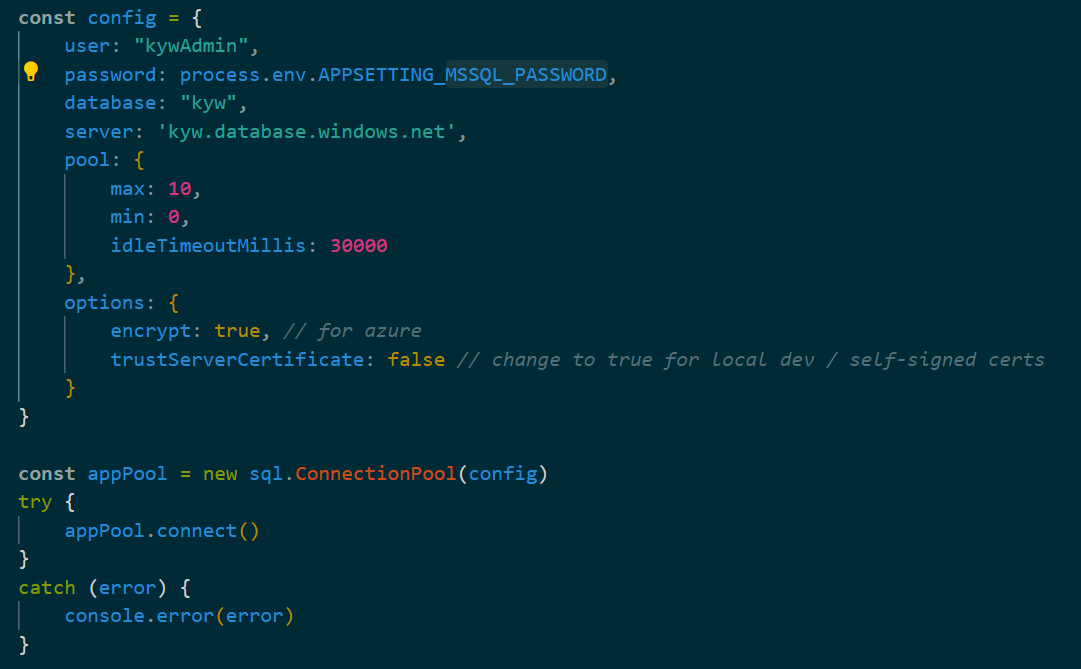 const config = {
user: "kywAdmin",
password: process.env.APPSETTING_MSSQL_PASSWORD,
database: "kyw",
server: 'kyw.database.windows.net',
pool: {
max: 10,
min: 0,
idleTimeoutMillis: 30000
},
options: {
encrypt: true, // for azure
trustServerCertificate: false // change to true for local dev / self-signed certs
}
}
const appPool = new sql.ConnectionPool(config)
try {
appPool.connect()
}
catch (error) {
console.error(error)
}